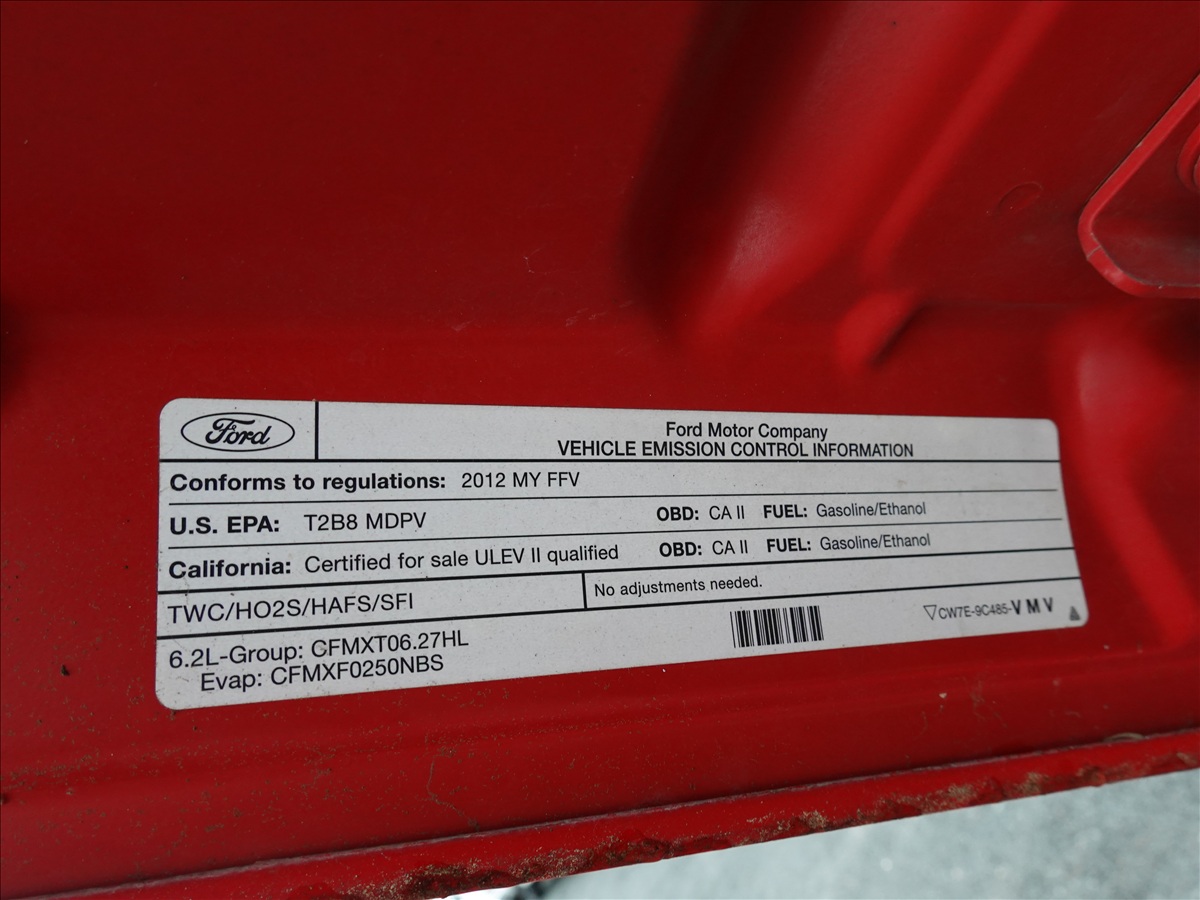 Ford
Ford Motor Company
VEHICLE EMISSION CONTROL INFORMATION
Conforms to regulations: 2012 MY FFV
U.S. EPA: T2B8 MDPV OBD: CA II FUEL: Gasoline/Ethanol
California: Certified for sale ULEV II qualified OBD: CA II FUEL: Gasoline/Ethanol
TWC/HO2S/HAFS/SFI No adjustments needed.
6.2L-Group: CFMXT06.27HL
Evap: CFMXF0250NBS
CW7E-9C485-V M V